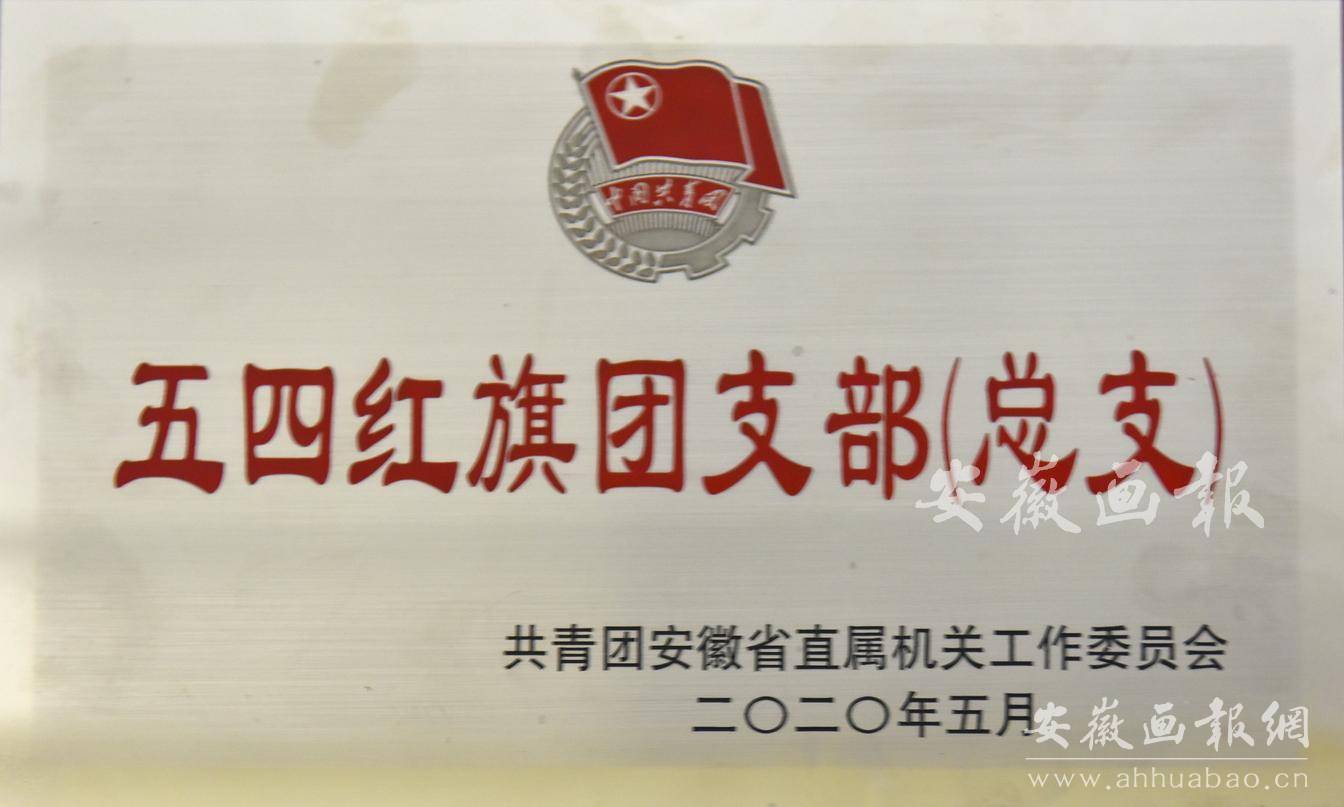 中国共青团
五四红旗团支部(总支)
安徽画報
共青团安徽省直属机关工作委员会
二〇二〇年五月
安徽画報網
www.ahhuabao.cn